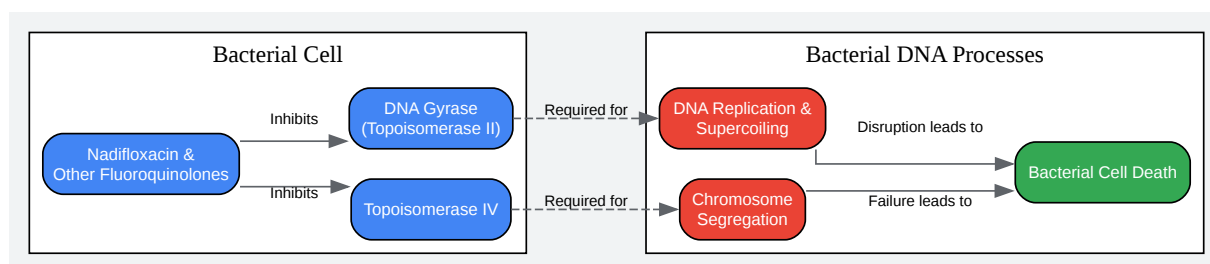 Bacterial Cell
Nadifloxacin &
Other Fluoroquinolones
Inhibits
Inhibits
DNA Gyrase
(Topoisomerase II)
Topoisomerase IV
Required for
Required for
Bacterial DNA Processes
DNA Replication &
Supercoiling
Chromosome
Segregation
Disruption leads to
Failure leads to
Bacterial Cell Death